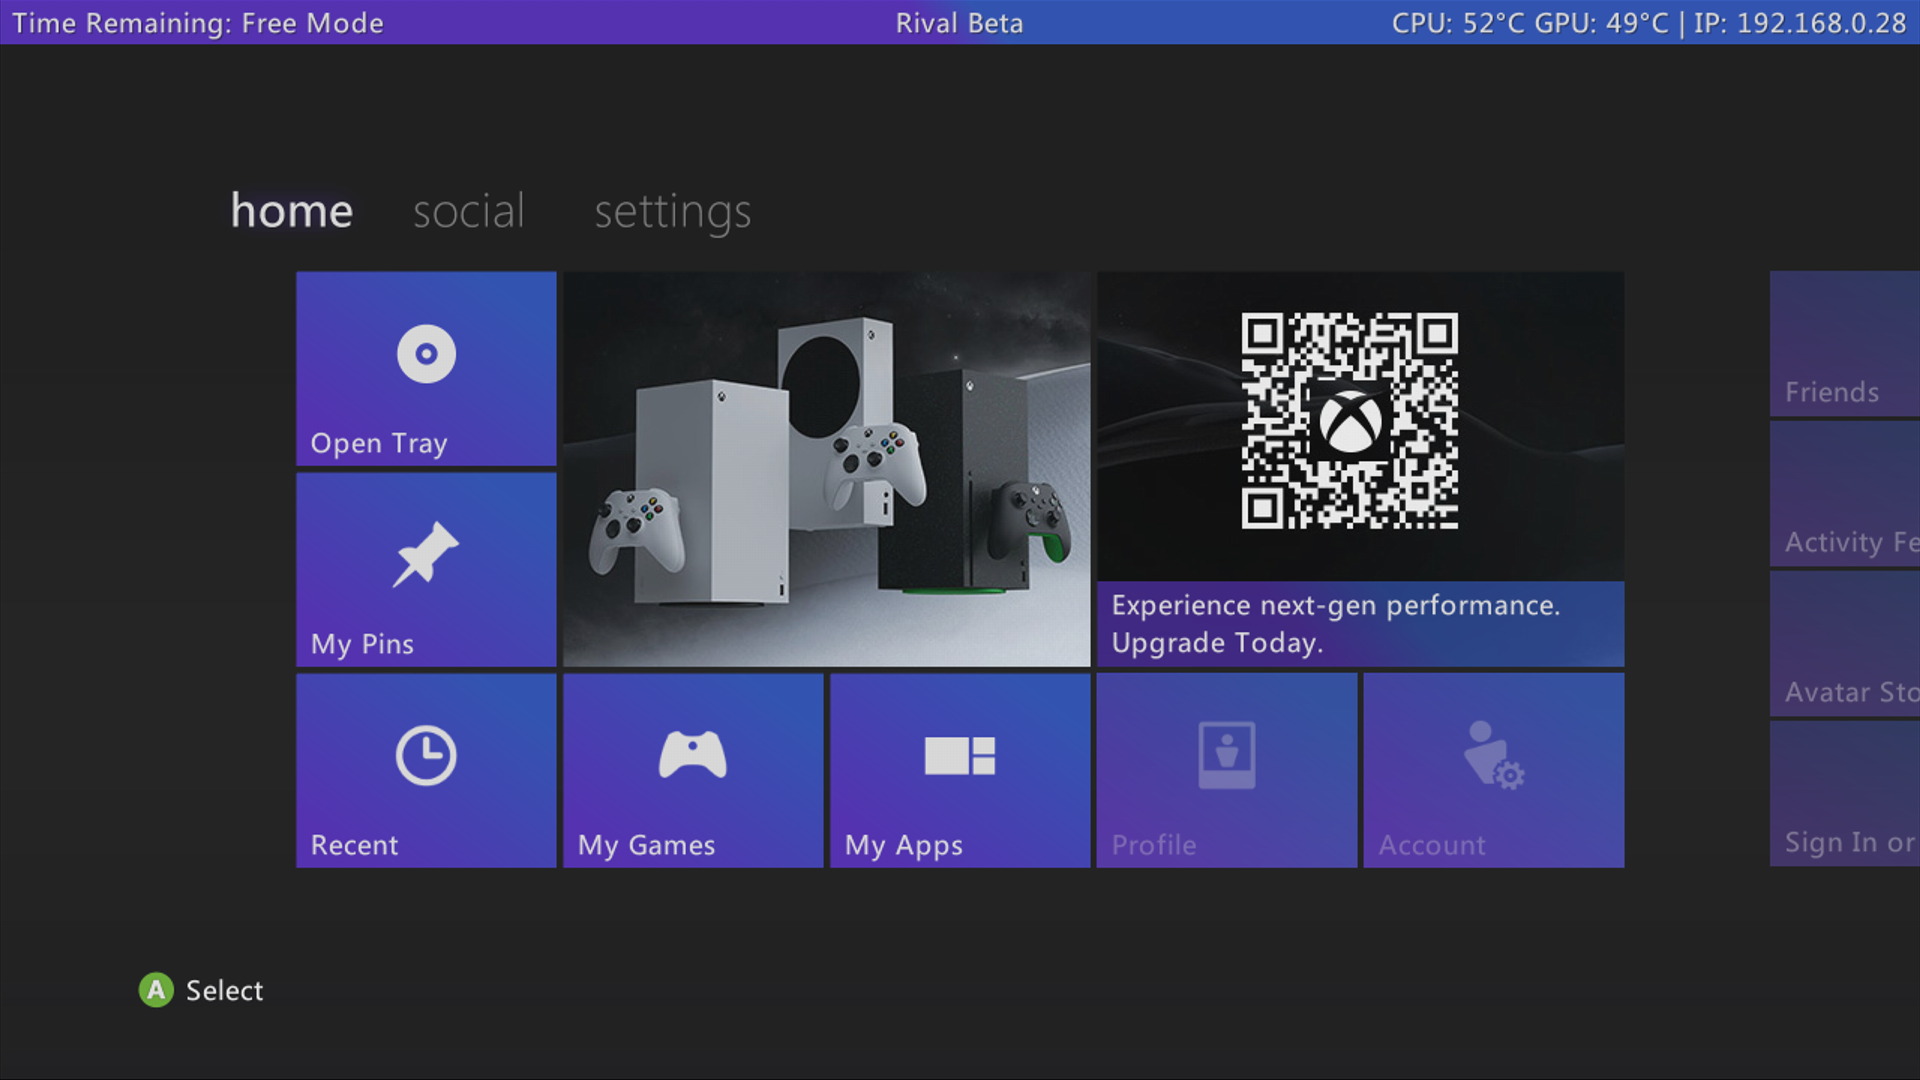 Time Remaining: Free Mode
Rival Beta
CPU: 52°C GPU: 49°C | IP: 192.168.0.28
home
social
settings
Open Tray
My Pins
Experience next-gen performance.
Upgrade Today.
Recent
My Games
My Apps
Profile
Account
Friends
Activity Fe
Avatar Sto
Sign In or
A Select